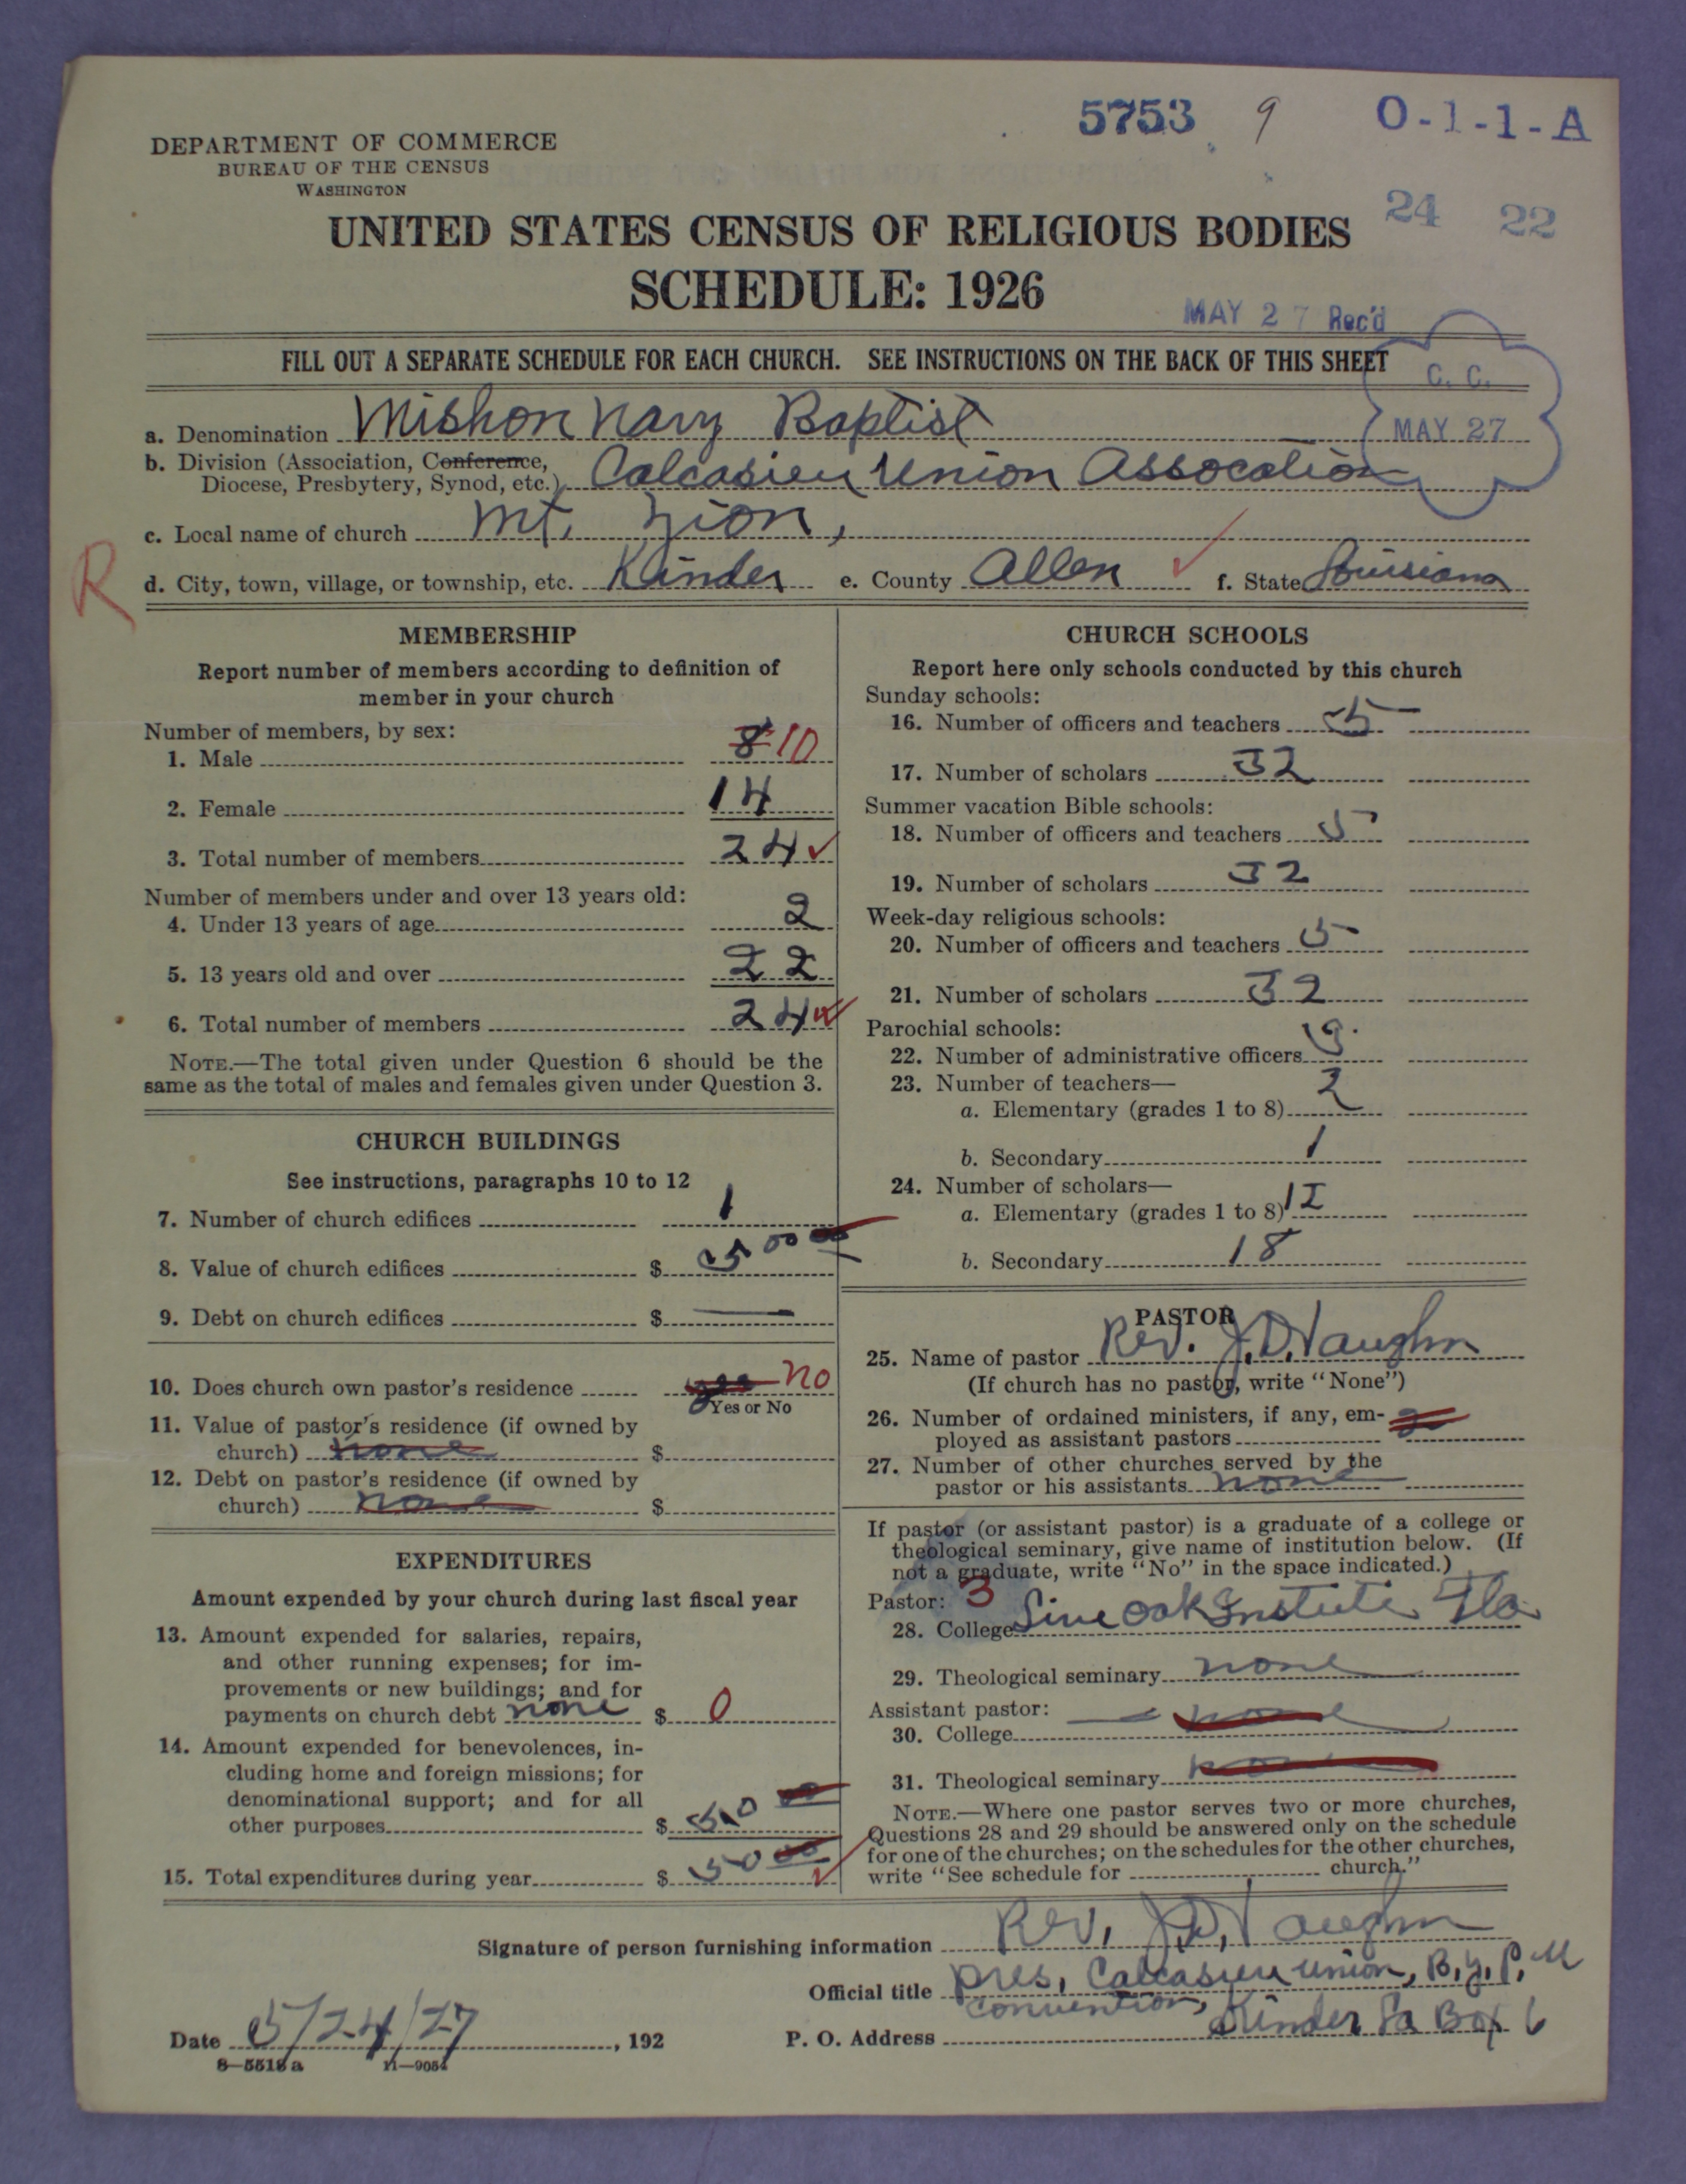 5753 9 O-1-1-A
DEPARTMENT OF COMMERCE
BUREAU OF THE CENSUS
WASHINGTON
24 22
UNITED STATES CENSUS OF RELIGIOUS BODIES
SCHEDULE: 1926
MAY 27 Rec'd
FILL OUT A SEPARATE SCHEDULE FOR EACH CHURCH. SEE INSTRUCTIONS ON THE BACK OF THIS SHEET
C. C.
MAY 27
a. Denomination Mishon nary Baptist
b. Division (Association, Conference,
Diocese, Presbytery, Synod, etc.) Calcasieu Union Assocation
c. Local name of church Mt. Zion,
R
d. City, town, village, or township, etc. Kinder e. County Allen f. State Louisiana
MEMBERSHIP
Report number of members according to definition of
member in your church
Number of members, by sex:
1. Male 8 10
2. Female 14
3. Total number of members 24
Number of members under and over 13 years old:
4. Under 13 years of age 2
5. 13 years old and over 22
6. Total number of members 24
NOTE.—The total given under Question 6 should be the
same as the total of males and females given under Question 3.
CHURCH BUILDINGS
See instructions, paragraphs 10 to 12
7. Number of church edifices 1
8. Value of church edifices $ 500 00
9. Debt on church edifices $ —
10. Does church own pastor's residence yes no
Yes or No
11. Value of pastor's residence (if owned by
church) none $
12. Debt on pastor's residence (if owned by
church) none $
EXPENDITURES
Amount expended by your church during last fiscal year
13. Amount expended for salaries, repairs,
and other running expenses; for im-
provements or new buildings; and for
payments on church debt none $ 0
14. Amount expended for benevolences, in-
cluding home and foreign missions; for
denominational support; and for all
other purposes $ 50 00
15. Total expenditures during year $ 50 00
CHURCH SCHOOLS
Report here only schools conducted by this church
Sunday schools:
16. Number of officers and teachers 5
17. Number of scholars 32
Summer vacation Bible schools:
18. Number of officers and teachers 5
19. Number of scholars 32
Week-day religious schools:
20. Number of officers and teachers 5
21. Number of scholars 32
Parochial schools:
22. Number of administrative officers
23. Number of teachers—
a. Elementary (grades 1 to 8) 2
b. Secondary 1
24. Number of scholars—
a. Elementary (grades 1 to 8)
b. Secondary 18
PASTOR
25. Name of pastor Rev. J.D. Vaughn
(If church has no pastor, write "None")
26. Number of ordained ministers, if any, em-
ployed as assistant pastors
27. Number of other churches served by the
pastor or his assistants none
If pastor (or assistant pastor) is a graduate of a college or
theological seminary, give name of institution below. (If
not a graduate, write "No" in the space indicated.)
Pastor: 3
28. College Live Oak Instute Fla
29. Theological seminary none
Assistant pastor:
30. College none
31. Theological seminary none
NOTE.—Where one pastor serves two or more churches,
Questions 28 and 29 should be answered only on the schedule
for one of the churches; on the schedules for the other churches,
write "See schedule for church."
Signature of person furnishing information Rev. J.D. Vaughn
Official title pres. Calcasieu union, B.Y.P.U
convention,
Date 5/24/27, 192 P. O. Address Kinder La Box 6
8—5518 a 11—9054